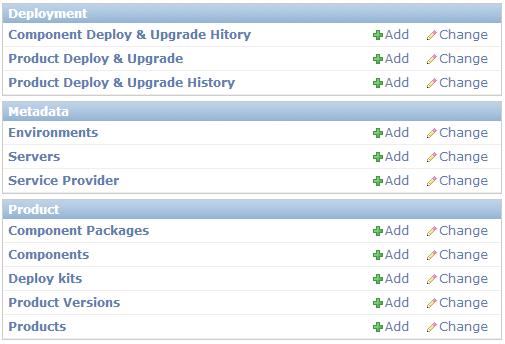 Deployment
Component Deploy & Upgrade Hitory Add Change
Product Deploy & Upgrade Add Change
Product Deploy & Upgrade History Add Change
Metadata
Environments Add Change
Servers Add Change
Service Provider Add Change
Product
Component Packages Add Change
Components Add Change
Deploy kits Add Change
Product Versions Add Change
Products Add Change